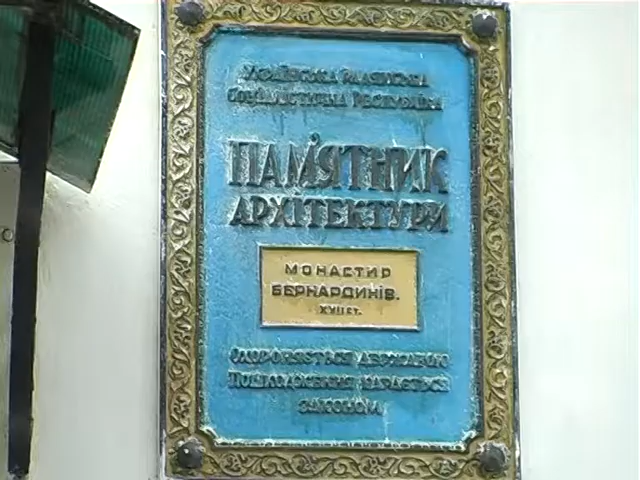 Українська Радянська
Соціалістична Республіка
ПАМ'ЯТНИК
АРХІТЕКТУРИ
МОНАСТИР
БЕРНАРДИНІВ.
XVII ст.
Охороняється державою
Пошкодження карається
законом